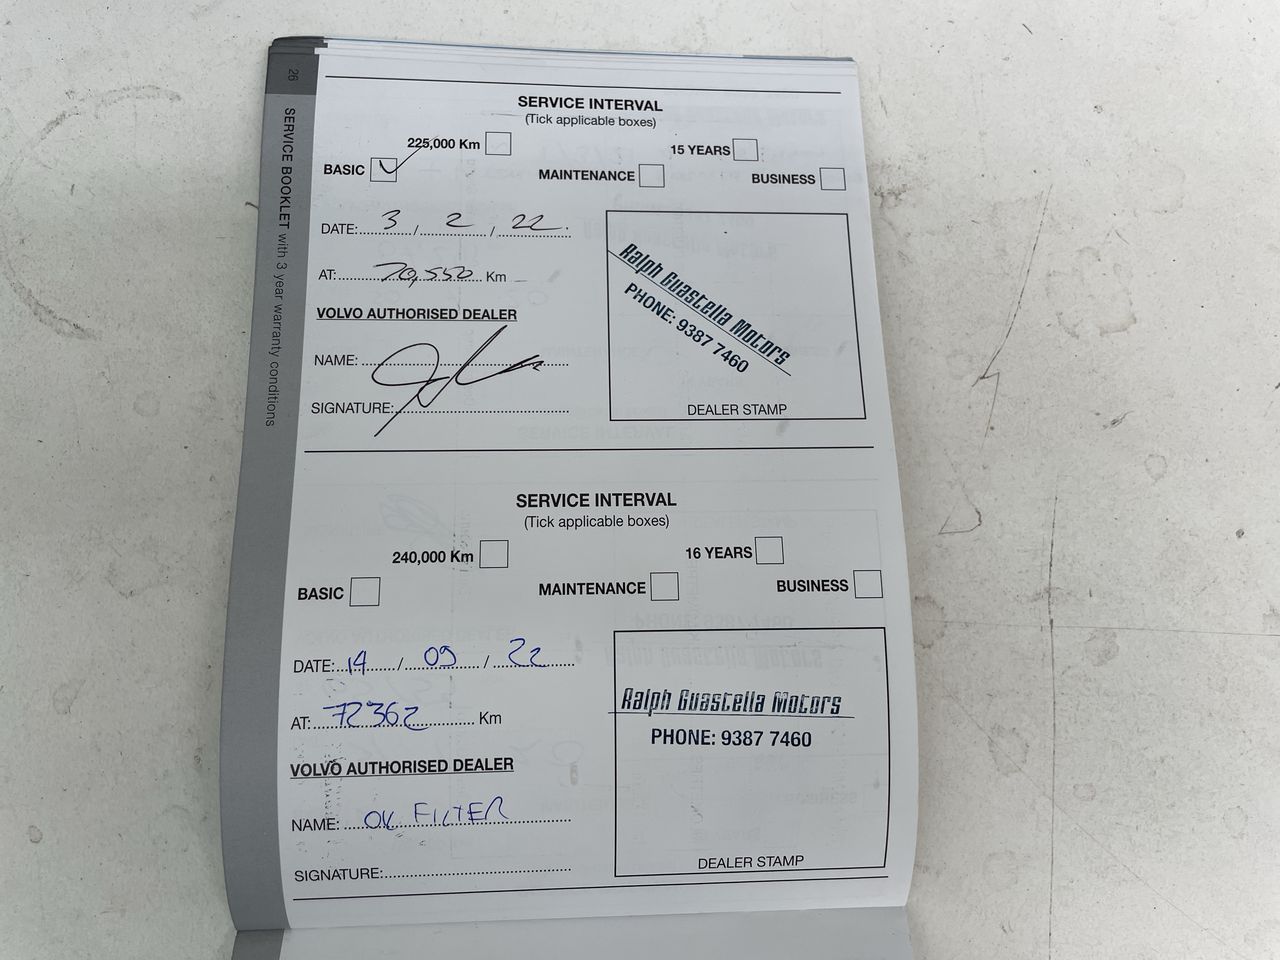 26
SERVICE BOOKLET with 3 year warranty conditions
SERVICE INTERVAL
(Tick applicable boxes)
225,000 Km
15 YEARS
BASIC
MAINTENANCE
BUSINESS
DATE: 3 / 2 / 22
AT: 70,550 Km
VOLVO AUTHORISED DEALER
NAME:
SIGNATURE:
Ralph Guastella Motors
PHONE: 9387 7460
DEALER STAMP
SERVICE INTERVAL
(Tick applicable boxes)
240,000 Km
16 YEARS
BASIC
MAINTENANCE
BUSINESS
DATE: 14 / 09 / 22
AT: 72362 Km
VOLVO AUTHORISED DEALER
NAME: OIL FILTER
SIGNATURE:
Ralph Guastella Motors
PHONE: 9387 7460
DEALER STAMP